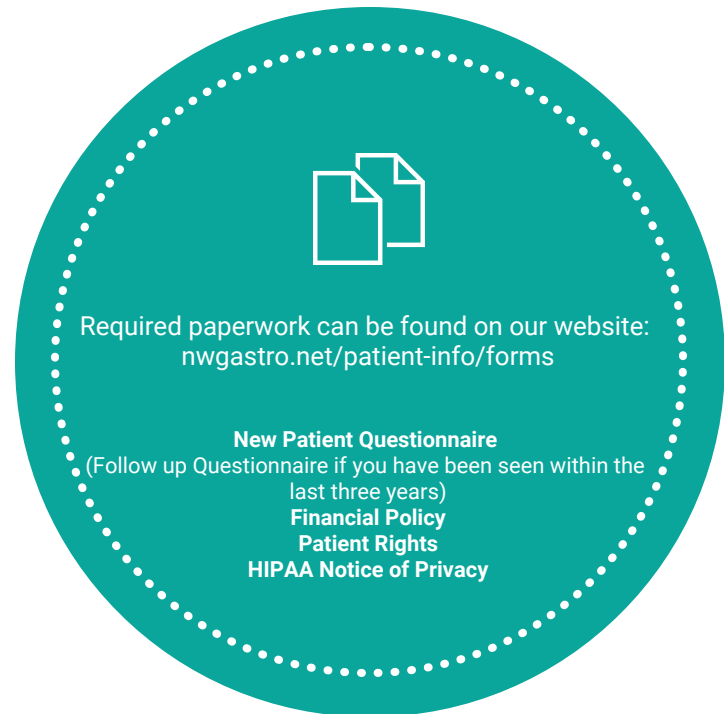 Required paperwork can be found on our website:
nwgastro.net/patient-info/forms
New Patient Questionnaire
(Follow up Questionnaire if you have been seen within the
last three years)
Financial Policy
Patient Rights
HIPAA Notice of Privacy